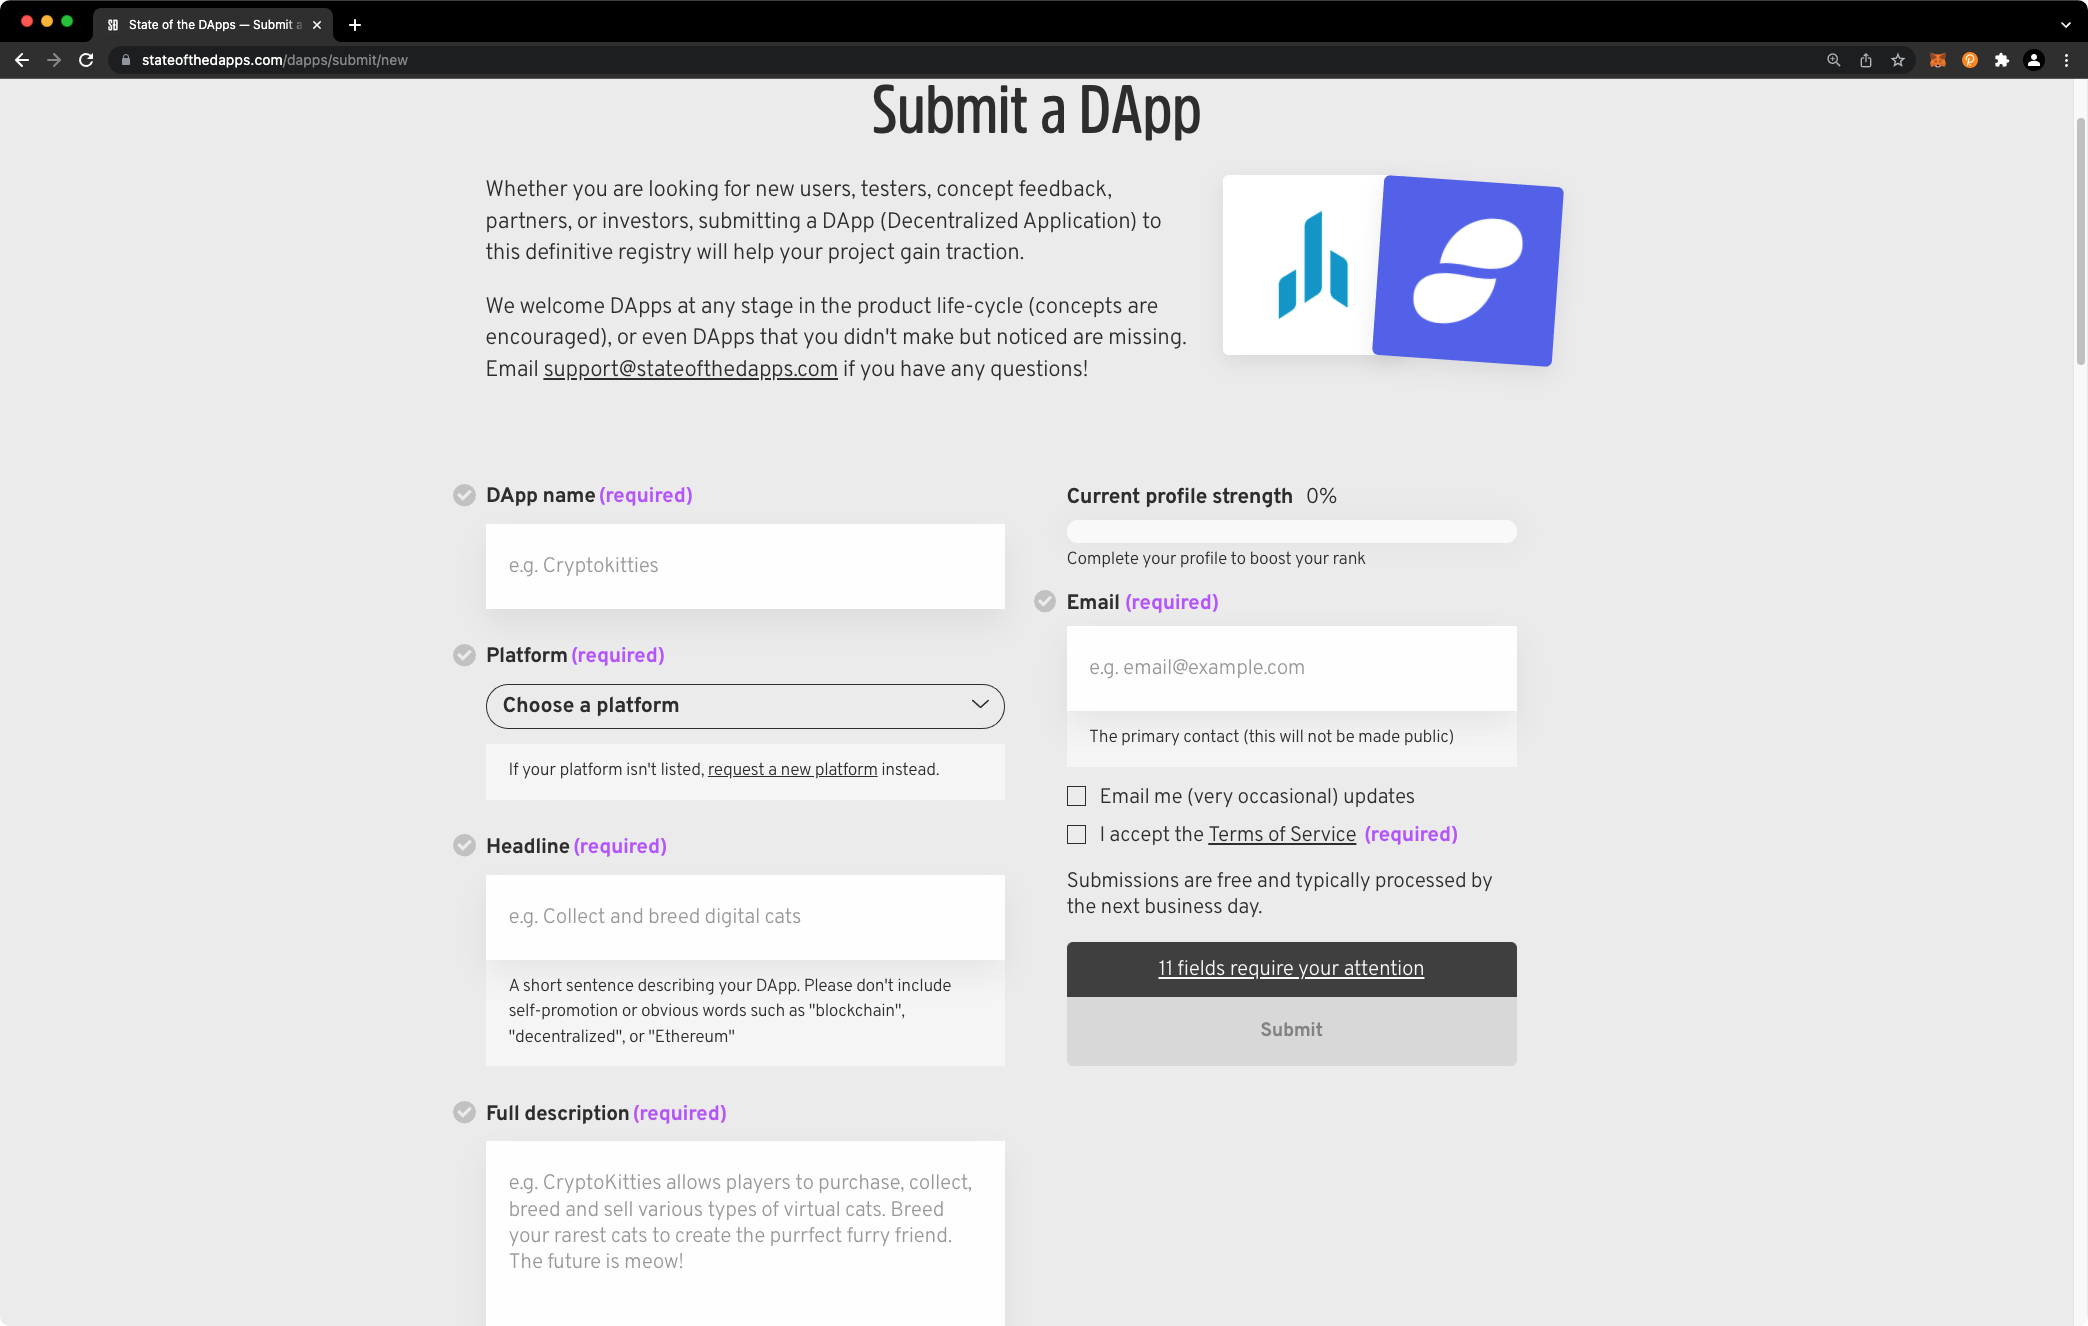 State of the DApps — Submit a
stateofthedapps.com/dapps/submit/new
Submit a DApp
Whether you are looking for new users, testers, concept feedback,
partners, or investors, submitting a DApp (Decentralized Application) to
this definitive registry will help your project gain traction.
We welcome DApps at any stage in the product life-cycle (concepts are
encouraged), or even DApps that you didn't make but noticed are missing.
Email support@stateofthedapps.com if you have any questions!
DApp name (required)
e.g. Cryptokitties
Platform (required)
Choose a platform
If your platform isn't listed, request a new platform instead.
Headline (required)
e.g. Collect and breed digital cats
A short sentence describing your DApp. Please don't include
self-promotion or obvious words such as "blockchain",
"decentralized", or "Ethereum"
Full description (required)
e.g. CryptoKitties allows players to purchase, collect,
breed and sell various types of virtual cats. Breed
your rarest cats to create the purrfect furry friend.
The future is meow!
Current profile strength 0%
Complete your profile to boost your rank
Email (required)
e.g. email@example.com
The primary contact (this will not be made public)
Email me (very occasional) updates
I accept the Terms of Service (required)
Submissions are free and typically processed by
the next business day.
11 fields require your attention
Submit